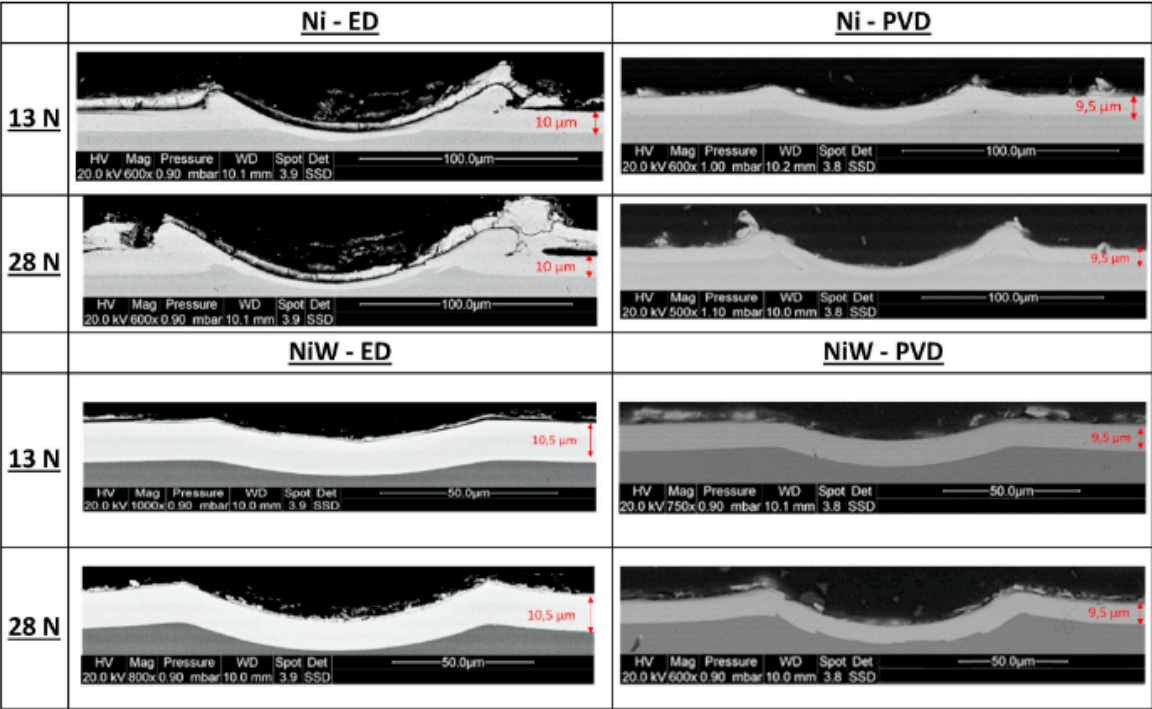 Ni - ED
Ni - PVD
13 N
10 µm
HV Mag Pressure WD Spot Det
20.0 kV 600x 0.90 mbar 10.1 mm 3.9 SSD
100.0µm
9,5 µm
HV Mag Pressure WD Spot Det
20.0 kV 600x 1.00 mbar 10.2 mm 3.8 SSD
100.0µm
28 N
10 µm
HV Mag Pressure WD Spot Det
20.0 kV 600x 0.90 mbar 10.1 mm 3.9 SSD
100.0µm
9,5 µm
HV Mag Pressure WD Spot Det
20.0 kV 500x 1.10 mbar 10.0 mm 3.8 SSD
100.0µm
NiW - ED
NiW - PVD
13 N
10,5 µm
HV Mag Pressure WD Spot Det
20.0 kV 1000x 0.90 mbar 10.0 mm 3.9 SSD
50.0µm
9,5 µm
HV Mag Pressure WD Spot Det
20.0 kV 750x 0.90 mbar 10.1 mm 3.8 SSD
50.0µm
28 N
10,5 µm
HV Mag Pressure WD Spot Det
20.0 kV 800x 0.90 mbar 10.0 mm 3.9 SSD
50.0µm
9,5 µm
HV Mag Pressure WD Spot Det
20.0 kV 600x 0.90 mbar 10.0 mm 3.8 SSD
50.0µm